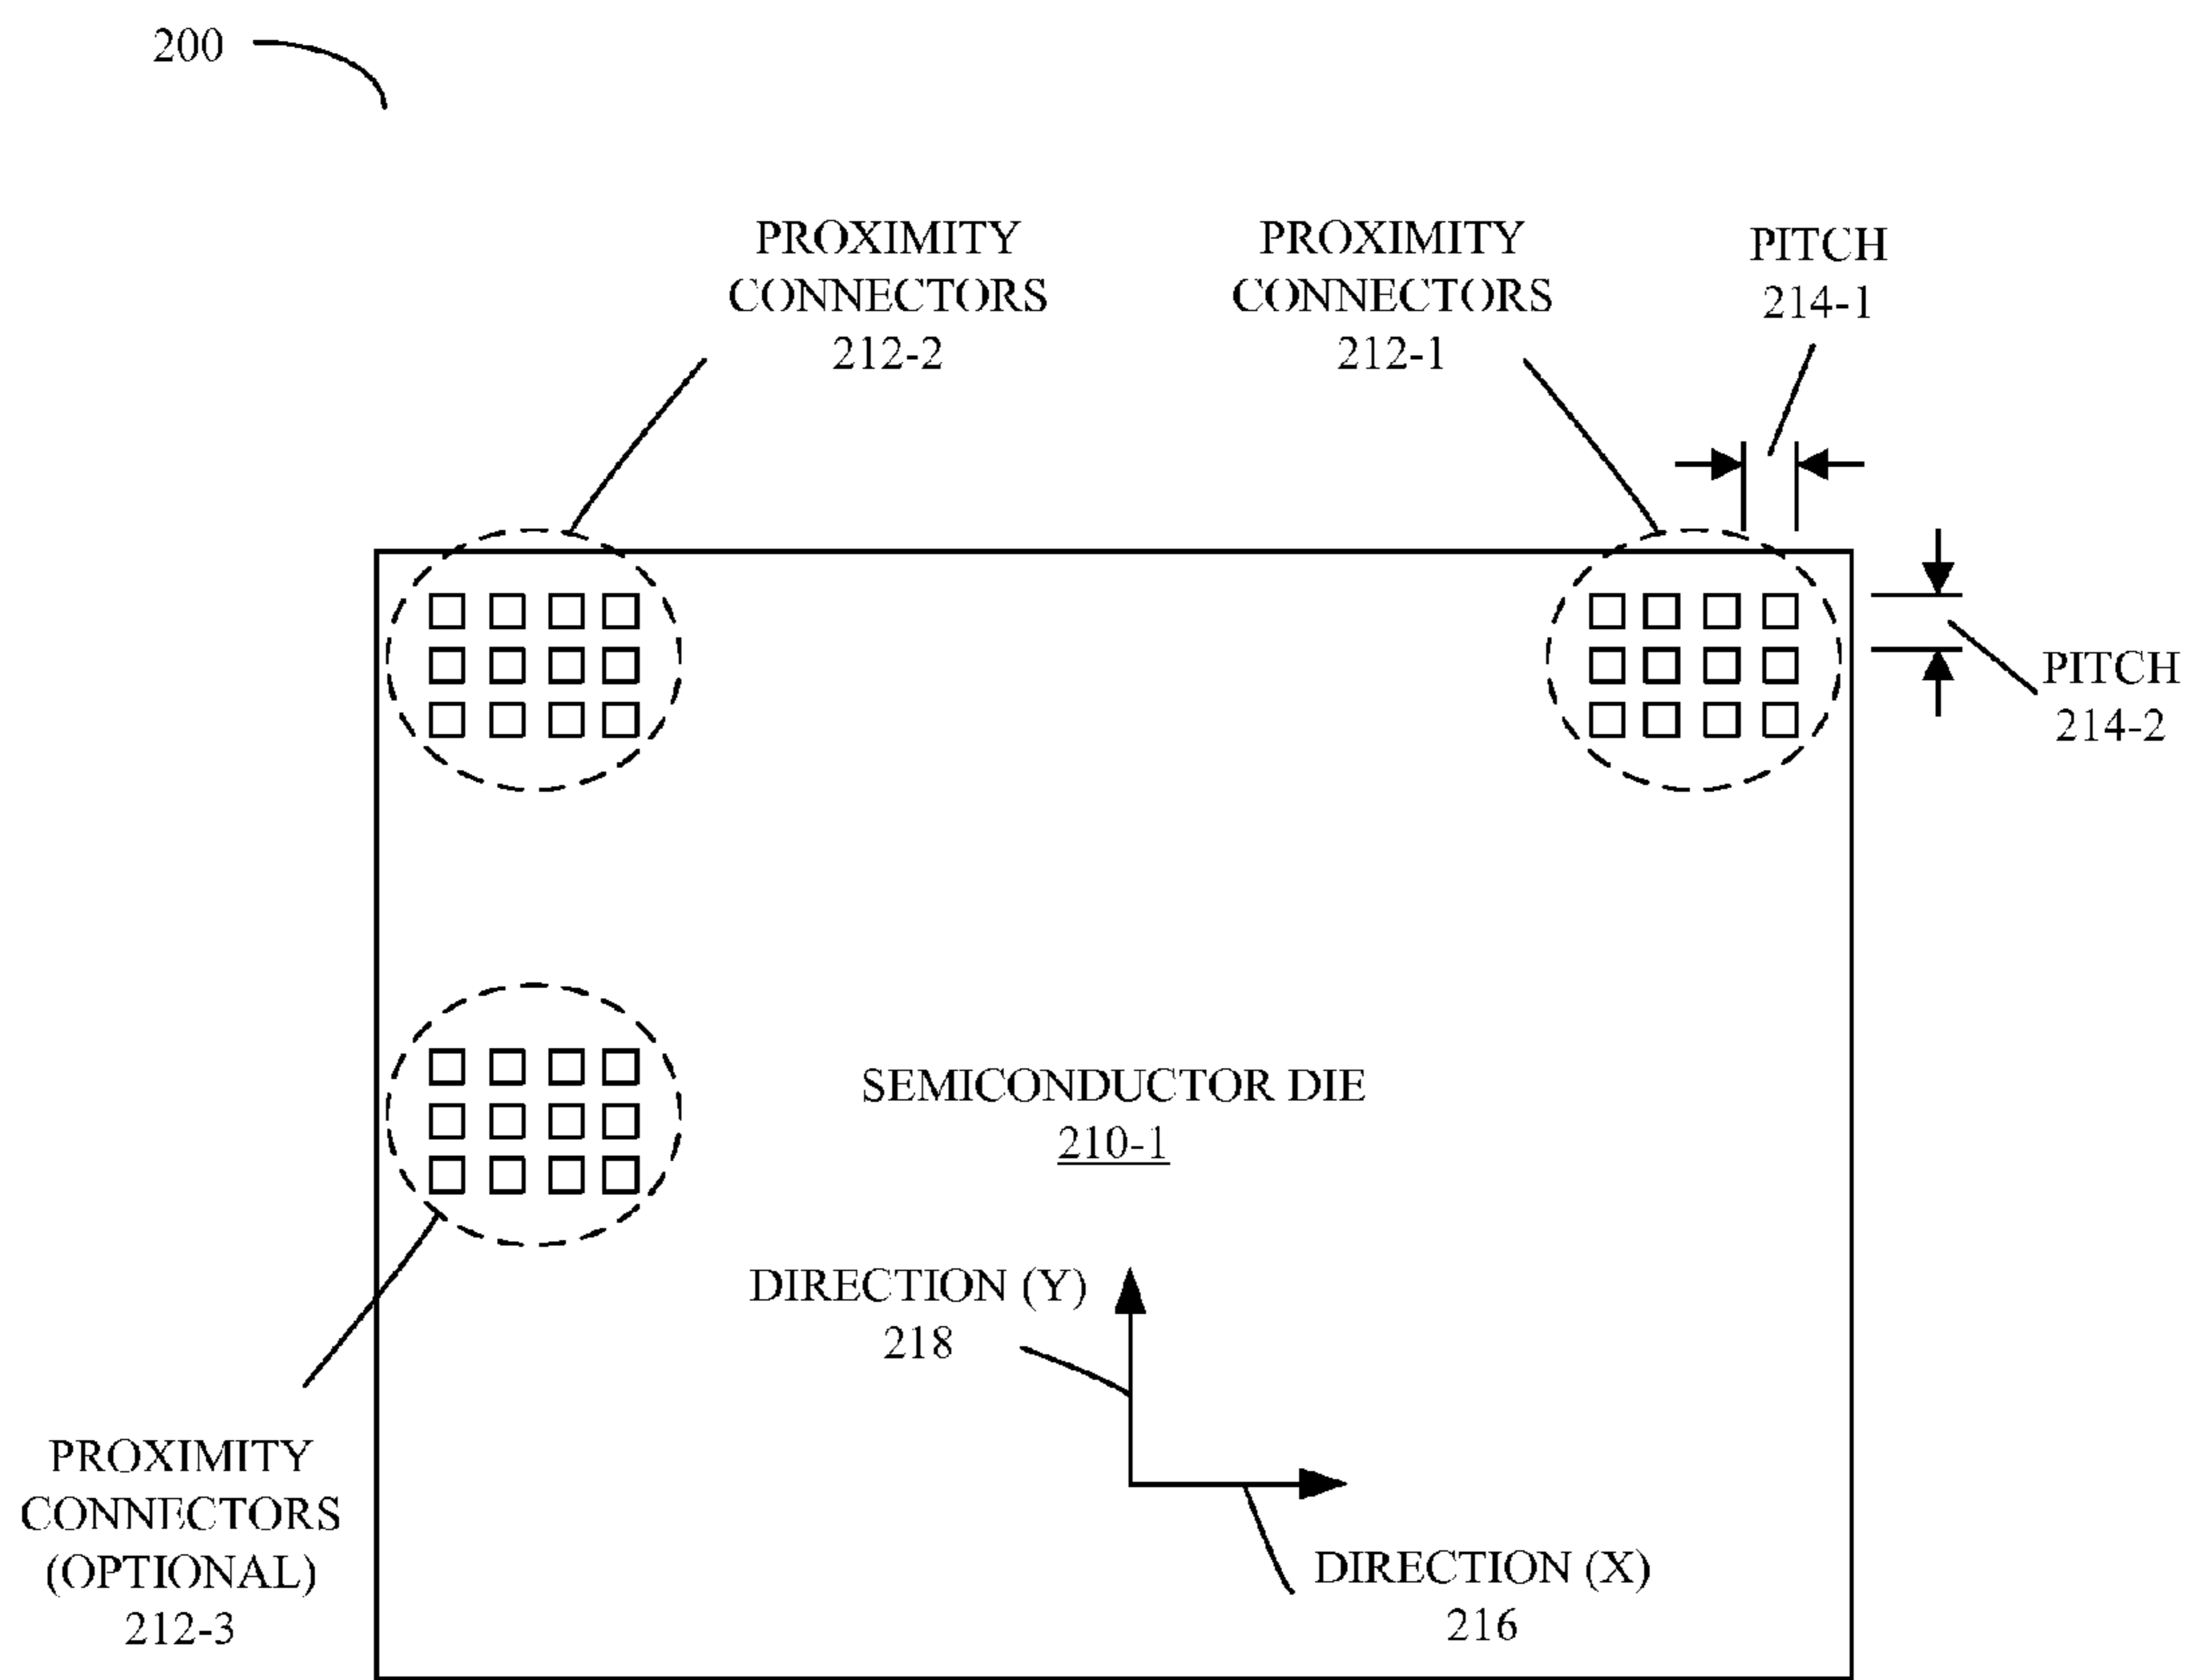 200
PROXIMITY
CONNECTORS
212-2
PROXIMITY
CONNECTORS
212-1
PITCH
214-1
PITCH
214-2
SEMICONDUCTOR DIE
210-1
DIRECTION (Y)
218
DIRECTION (X)
216
PROXIMITY
CONNECTORS
(OPTIONAL)
212-3